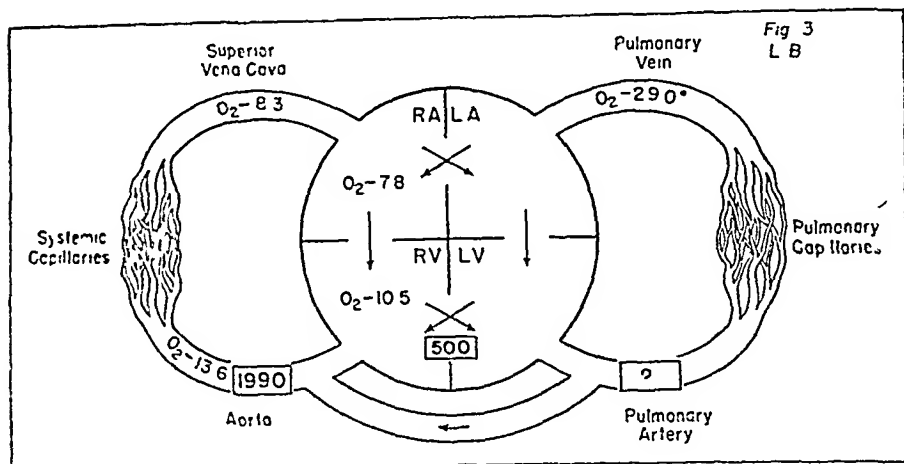 Fig 3
L B
Superior
Vena Cava
Pulmonary
Vein
O₂-83
O₂-290°
RA LA
O₂-78
Systemic
Capillaries
Pulmonary
Capillaries
RV LV
O₂-105
500
O₂-136
1990
?
Aorta
Pulmonary
Artery